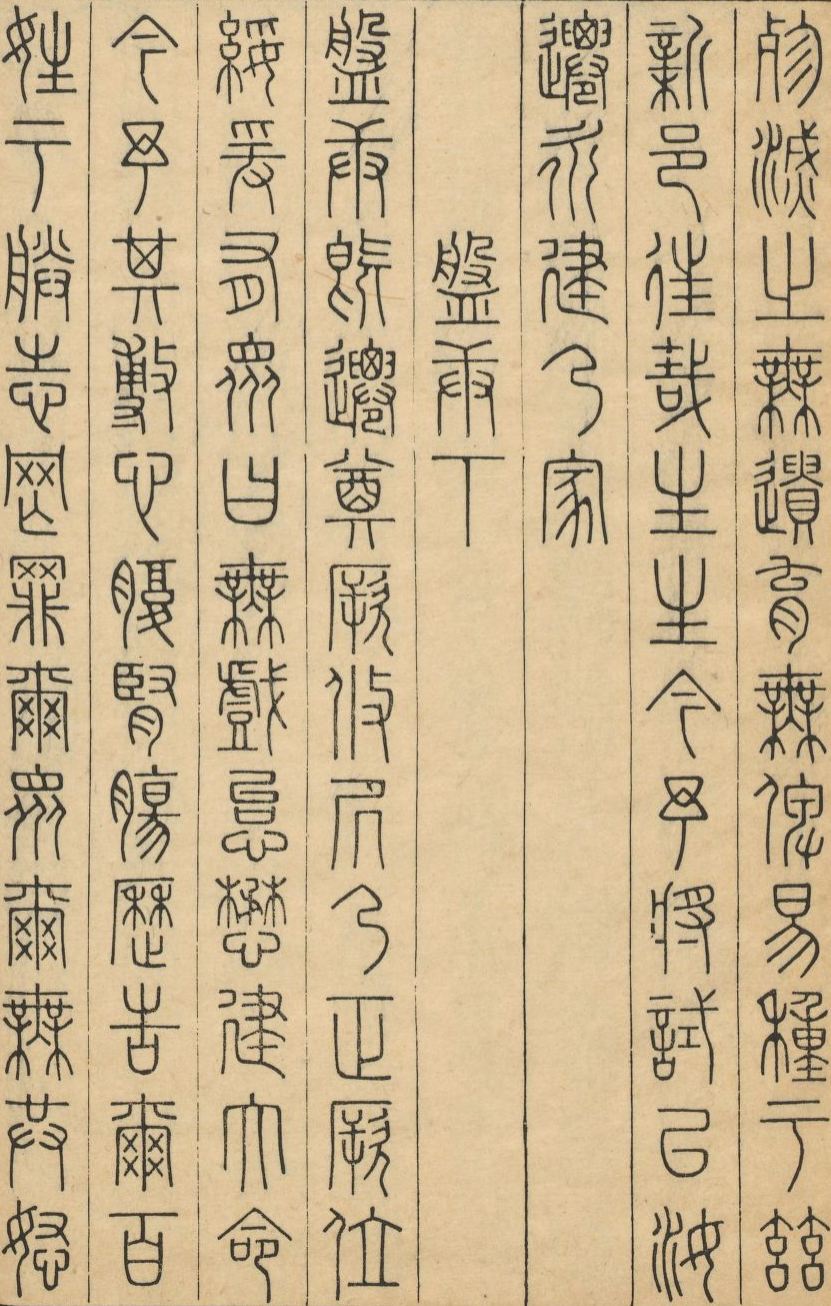 殄滅之無遺育無俾易種于茲
新邑往哉生生今予將試以汝
遷永建乃家
盤庚下
盤庚既遷奠厥攸居乃正厥位
綏爰有眾曰無戲怠懋建大命
今予其敷心腹腎腸歷告爾百
姓于朕志罔罪爾眾爾無共怒